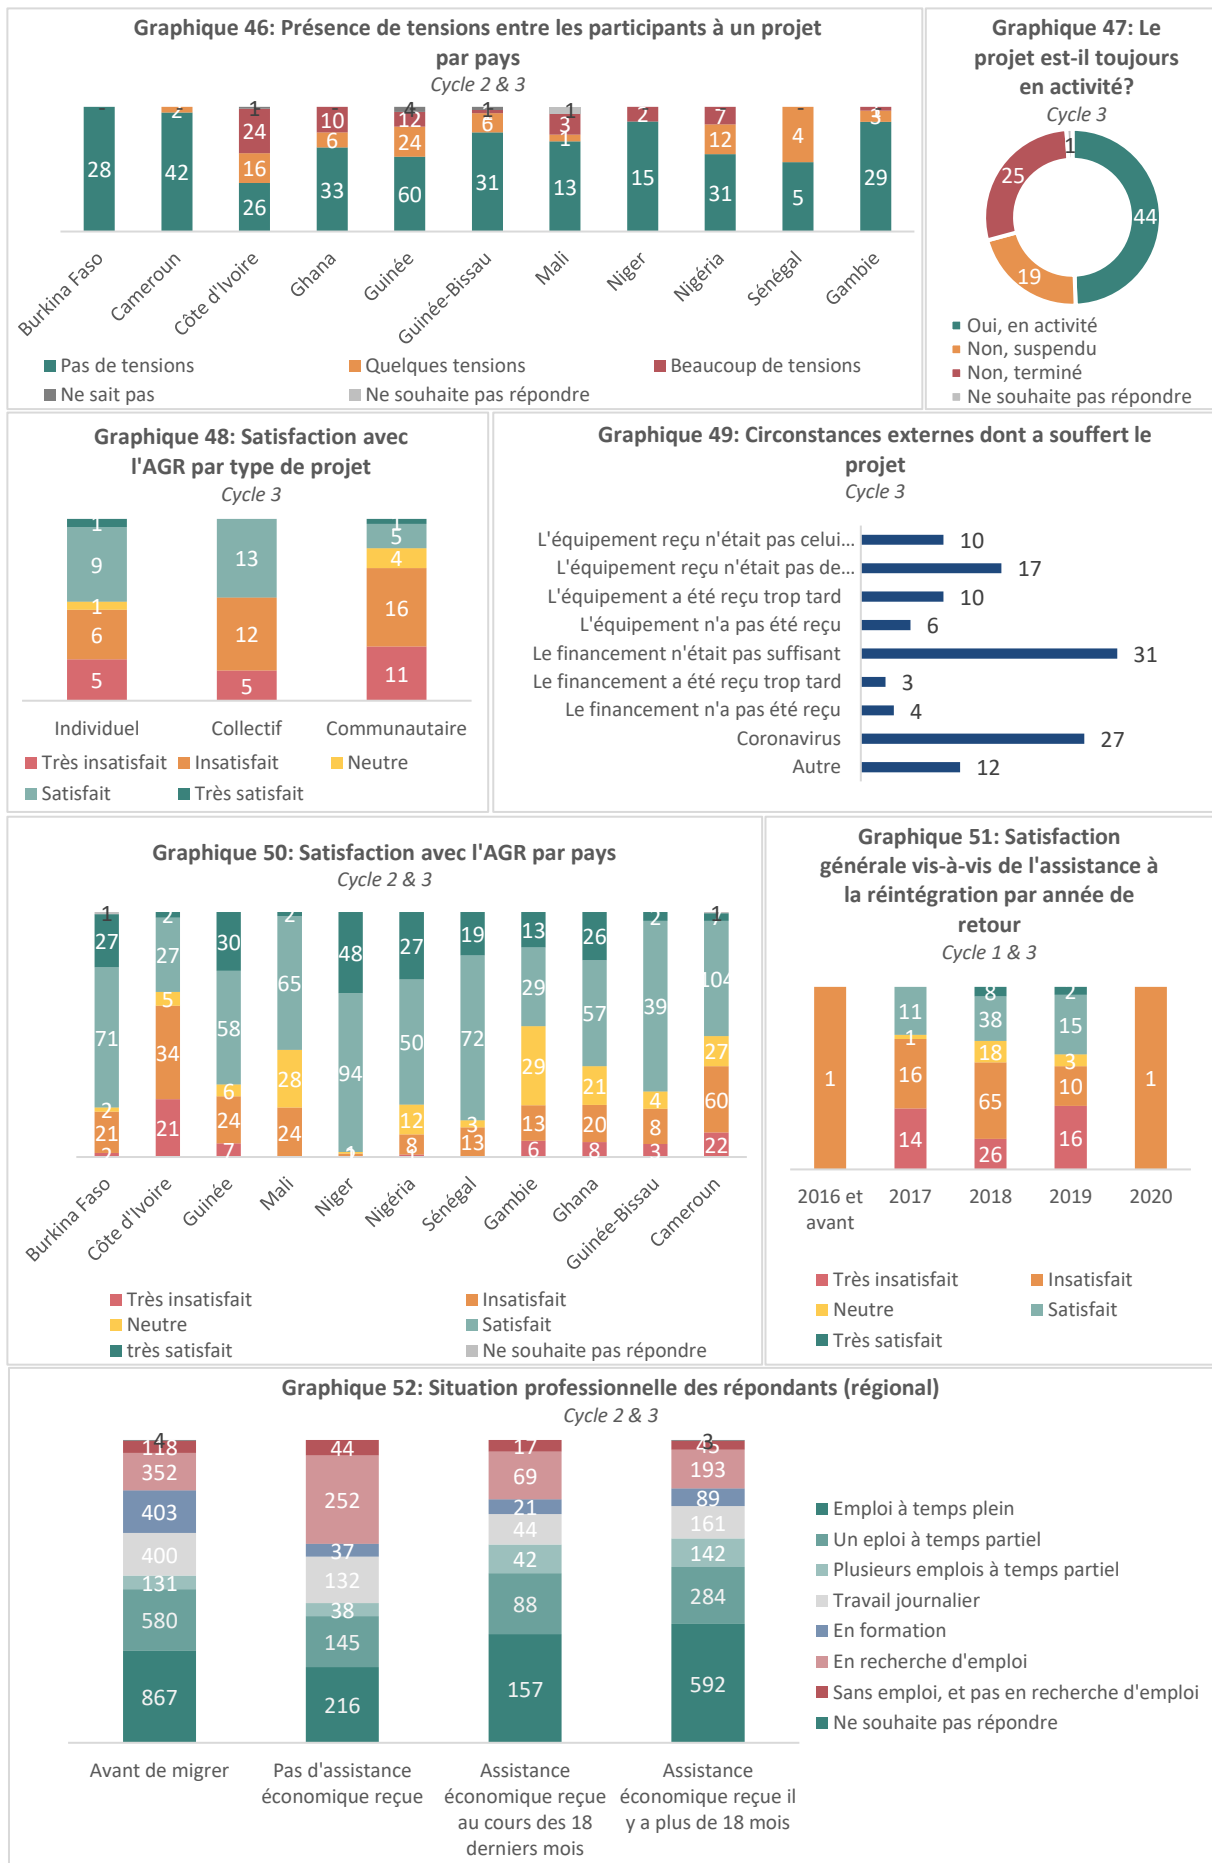 Graphique 46: Présence de tensions entre les participants à un projet
par pays
Cycle 2 & 3
1 4 1 1
2 24 10 12 6 3 2 7 4 3
28 42 16 6 24 1 12
26 33 60 31 13 15 31 5 29
Burkina Faso
Cameroun
Côte d'Ivoire
Ghana
Guinée
Guinée-Bissau
Mali
Niger
Nigéria
Sénégal
Gambie
Pas de tensions
Quelques tensions
Beaucoup de tensions
Ne sait pas
Ne souhaite pas répondre
Graphique 47: Le
projet est-il toujours
en activité?
Cycle 3
1
25
44
19
Oui, en activité
Non, suspendu
Non, terminé
Ne souhaite pas répondre
Graphique 48: Satisfaction avec
l'AGR par type de projet
Cycle 3
1 1
9 13 5
1 4
6 12 16
5 5 11
Individuel Collectif Communautaire
Très insatisfait Insatisfait Neutre
Satisfait Très satisfait
Graphique 49: Circonstances externes dont a souffert le
projet
Cycle 3
L'équipement reçu n'était pas celui... 10
L'équipement reçu n'était pas de... 17
L'équipement a été reçu trop tard 10
L'équipement n'a pas été reçu 6
Le financement n'était pas suffisant 31
Le financement a été reçu trop tard 3
Le financement n'a pas été reçu 4
Coronavirus 27
Autre 12
Graphique 50: Satisfaction avec l'AGR par pays
Cycle 2 & 3
1 2 2 2 1
27 27 30 65 48 27 19 13 26 39 7
71 5 58 94 50 72 29 57 104
2 34 6 28 1 12 3 29 21 4 27
21 24 24 8 13 13 20 8 60
2 21 7 1 6 8 3 22
Burkina Faso
Côte d'Ivoire
Guinée
Mali
Niger
Nigéria
Sénégal
Gambie
Ghana
Guinée-Bissau
Cameroun
Très insatisfait
Insatisfait
Neutre
Satisfait
très satisfait
Ne souhaite pas répondre
Graphique 51: Satisfaction
générale vis-à-vis de l'assistance à
la réintégration par année de
retour
Cycle 1 & 3
8 2
11 38 15
1 18 3
1 16 65 10 1
14 26 16
2016 et
avant
2017 2018 2019 2020
Très insatisfait
Insatisfait
Neutre
Satisfait
Très satisfait
Graphique 52: Situation professionnelle des répondants (régional)
Cycle 2 & 3
4 3
118 44 17 45
352 252 69 193
403 37 21 89
400 132 44 161
131 38 42 142
580 145 88 284
867 216 157 592
Avant de migrer
Pas d'assistance
économique reçue
Assistance
économique reçue
au cours des 18
derniers mois
Assistance
économique reçue il
y a plus de 18 mois
Emploi à temps plein
Un eploi à temps partiel
Plusieurs emplois à temps partiel
Travail journalier
En formation
En recherche d'emploi
Sans emploi, et pas en recherche d'emploi
Ne souhaite pas répondre